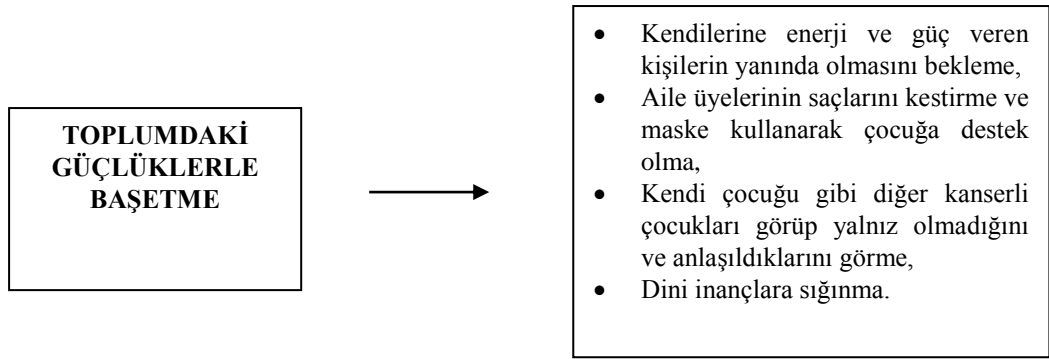 TOPLUMDAKİ
GÜÇLÜKLERLE
BAŞETME
• Kendilerine enerji ve güç veren
kişilerin yanında olmasını bekleme,
• Aile üyelerinin saçlarını kestirme ve
maske kullanarak çocuğa destek
olma,
• Kendi çocuğu gibi diğer kanserli
çocukları görüp yalnız olmadığını
ve anlaşıldıklarını görme,
• Dini inançlara sığınma.